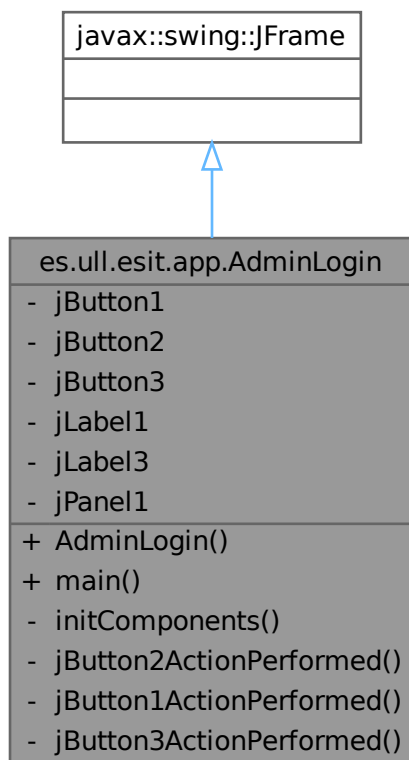 javax::swing::JFrame
es.ull.esit.app.AdminLogin
- jButton1
- jButton2
- jButton3
- jLabel1
- jLabel3
- jPanel1
+ AdminLogin()
+ main()
- initComponents()
- jButton2ActionPerformed()
- jButton1ActionPerformed()
- jButton3ActionPerformed()